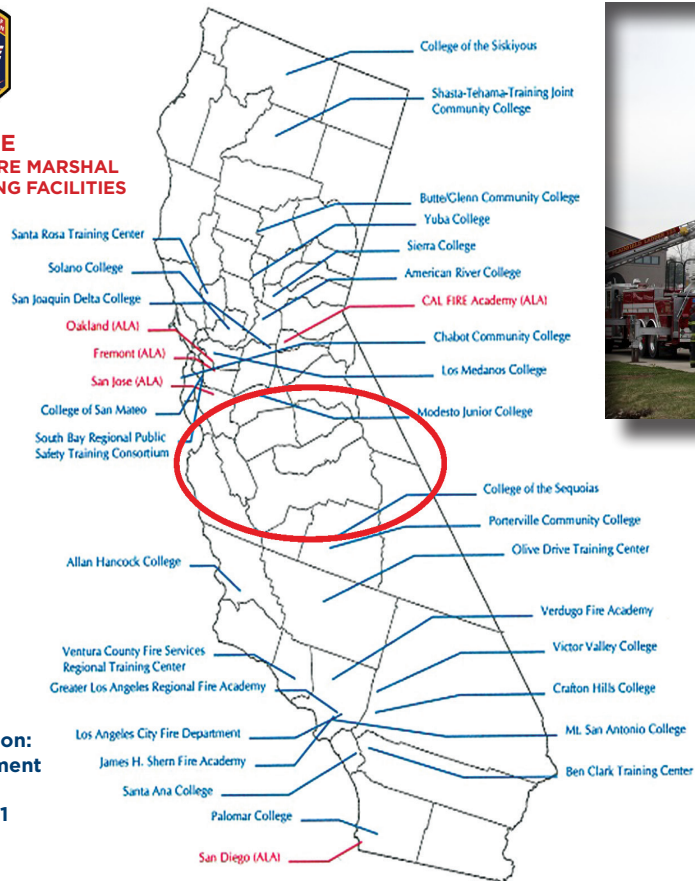 RE MARSHAL
NG FACILITIES
College of the Siskiyous
Shasta-Tehama-Training Joint
Community College
Butte/Glenn Community College
Yuba College
Sierra College
American River College
CAL FIRE Academy (ALA)
Chabot Community College
Los Medanos College
Modesto Junior College
Santa Rosa Training Center
Solano College
San Joaquin Delta College
Oakland (ALA)
Fremont (ALA)
San Jose (ALA)
College of San Mateo
South Bay Regional Public
Safety Training Consortium
College of the Sequoias
Porterville Community College
Olive Drive Training Center
Allan Hancock College
Verdugo Fire Academy
Victor Valley College
Crafton Hills College
Mt. San Antonio College
Ben Clark Training Center
Ventura County Fire Services
Regional Training Center
Greater Los Angeles Regional Fire Academy
Los Angeles City Fire Department
James H. Shern Fire Academy
Santa Ana College
Palomar College
San Diego (ALA)
on:
ment
1